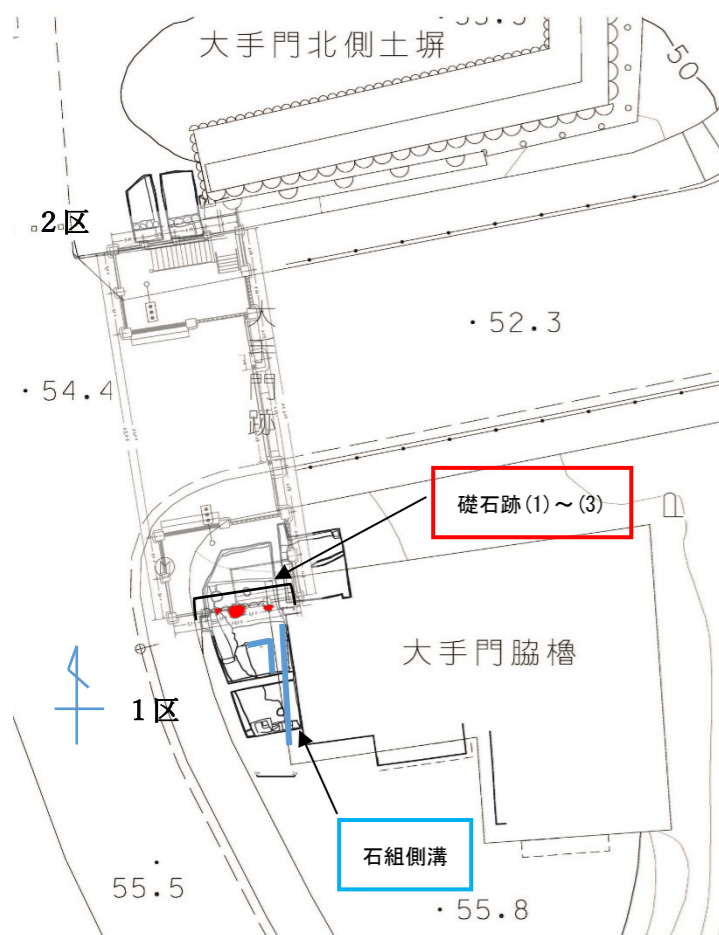 大手門北側土塀
50
2区
・52.3
大手門跡
・54.4
礎石跡(1)～(3)
M
大手門脇櫓
1区
石組側溝
55.5
・55.8